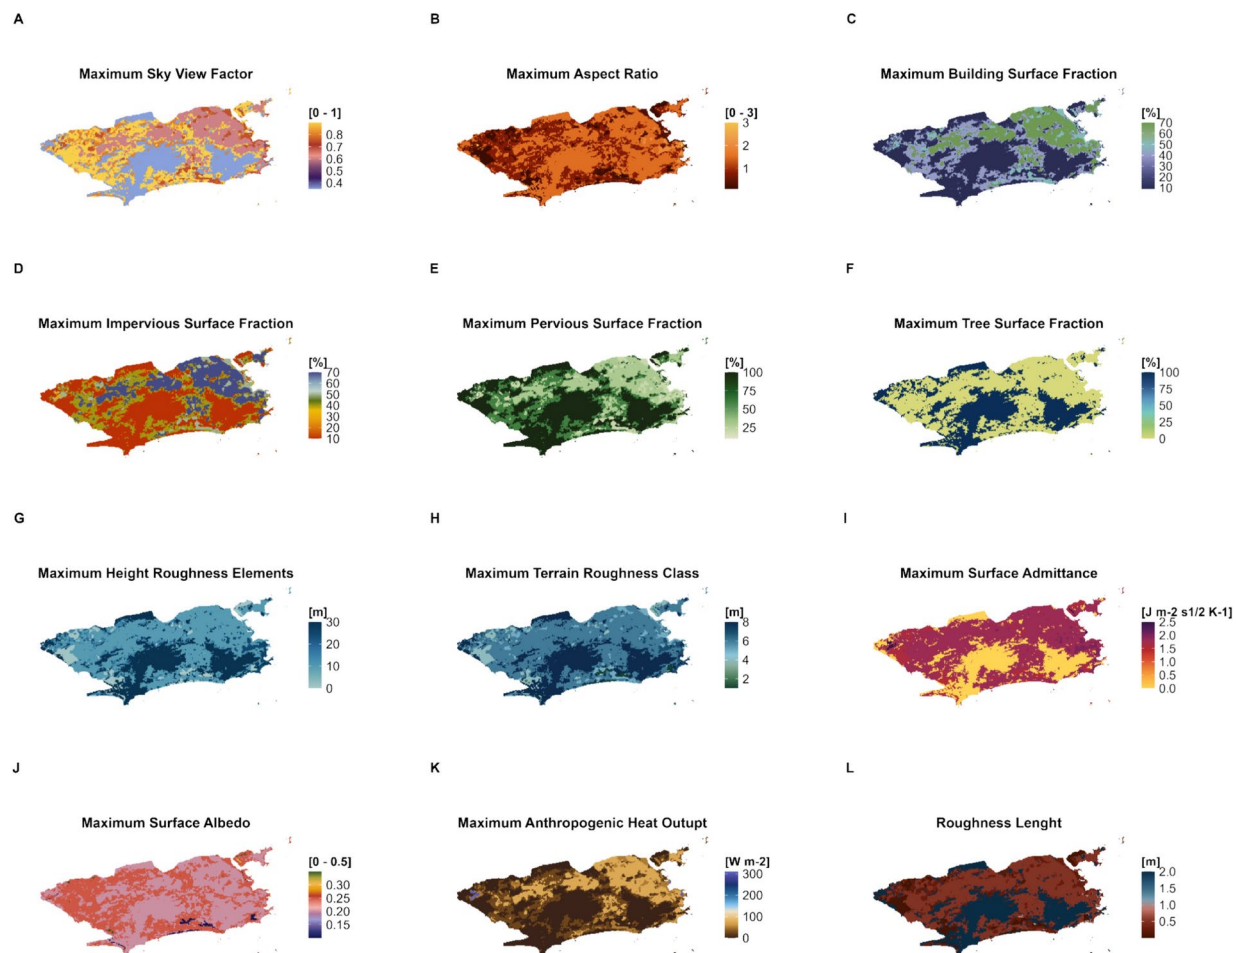 A
B
C
Maximum Sky View Factor
Maximum Aspect Ratio
Maximum Building Surface Fraction
[0 - 1]
0.8
0.7
0.6
0.5
0.4
[0 - 3]
3
2
1
[%]
70
60
50
40
30
20
10
D
E
F
Maximum Impervious Surface Fraction
Maximum Pervious Surface Fraction
Maximum Tree Surface Fraction
[%]
70
60
50
40
30
20
10
[%]
100
75
50
25
[%]
100
75
50
25
0
G
H
I
Maximum Height Roughness Elements
Maximum Terrain Roughness Class
Maximum Surface Admittance
[m]
30
20
10
0
[m]
8
6
4
2
[J m-2 s1/2 K-1]
2.5
2.0
1.5
1.0
0.5
0.0
J
K
L
Maximum Surface Albedo
Maximum Anthropogenic Heat Outupt
Roughness Lenght
[0 - 0.5]
0.30
0.25
0.20
0.15
[W m-2]
300
200
100
0
[m]
2.0
1.5
1.0
0.5